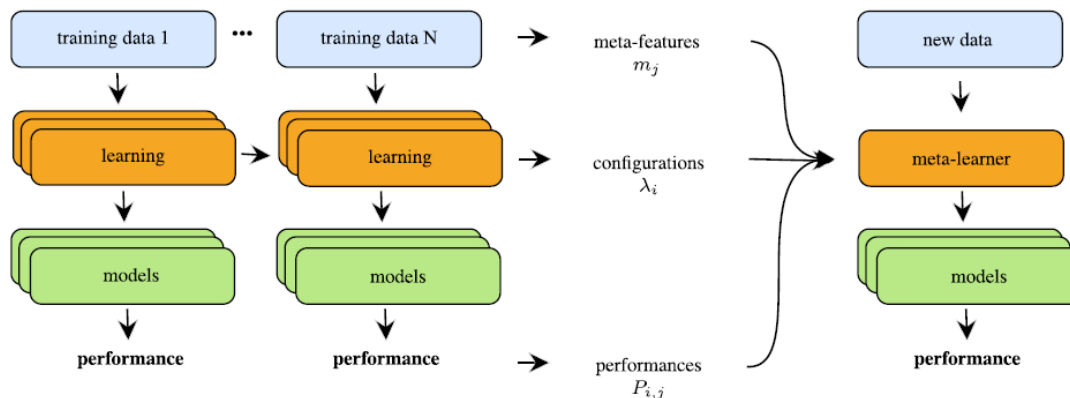 training data 1
...
training data N
meta-features
m_j
new data
learning
learning
configurations
λ_i
meta-learner
models
models
models
performance
performance
performances
P_{i,j}
performance